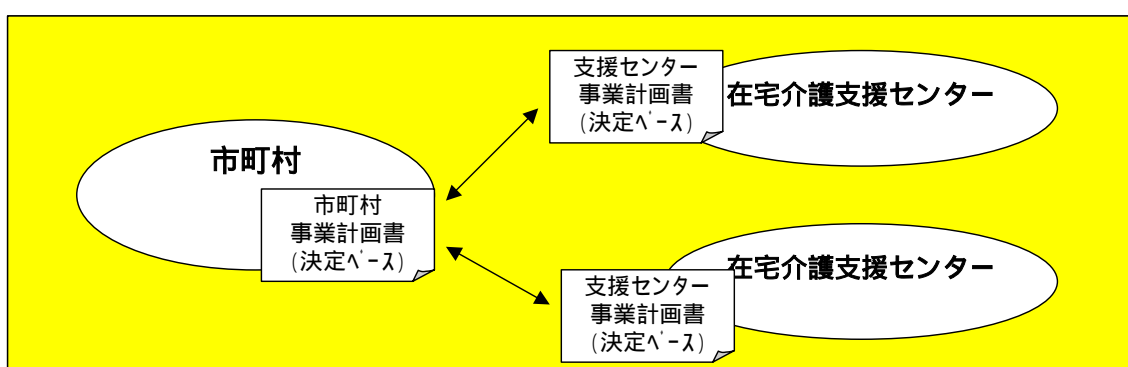 市町村
市町村
事業計画書
(決定ﾍﾞｰｽ)
支援センター
事業計画書
(決定ﾍﾞｰｽ)
在宅介護支援センター
支援センター
事業計画書
(決定ﾍﾞｰｽ)
在宅介護支援センター